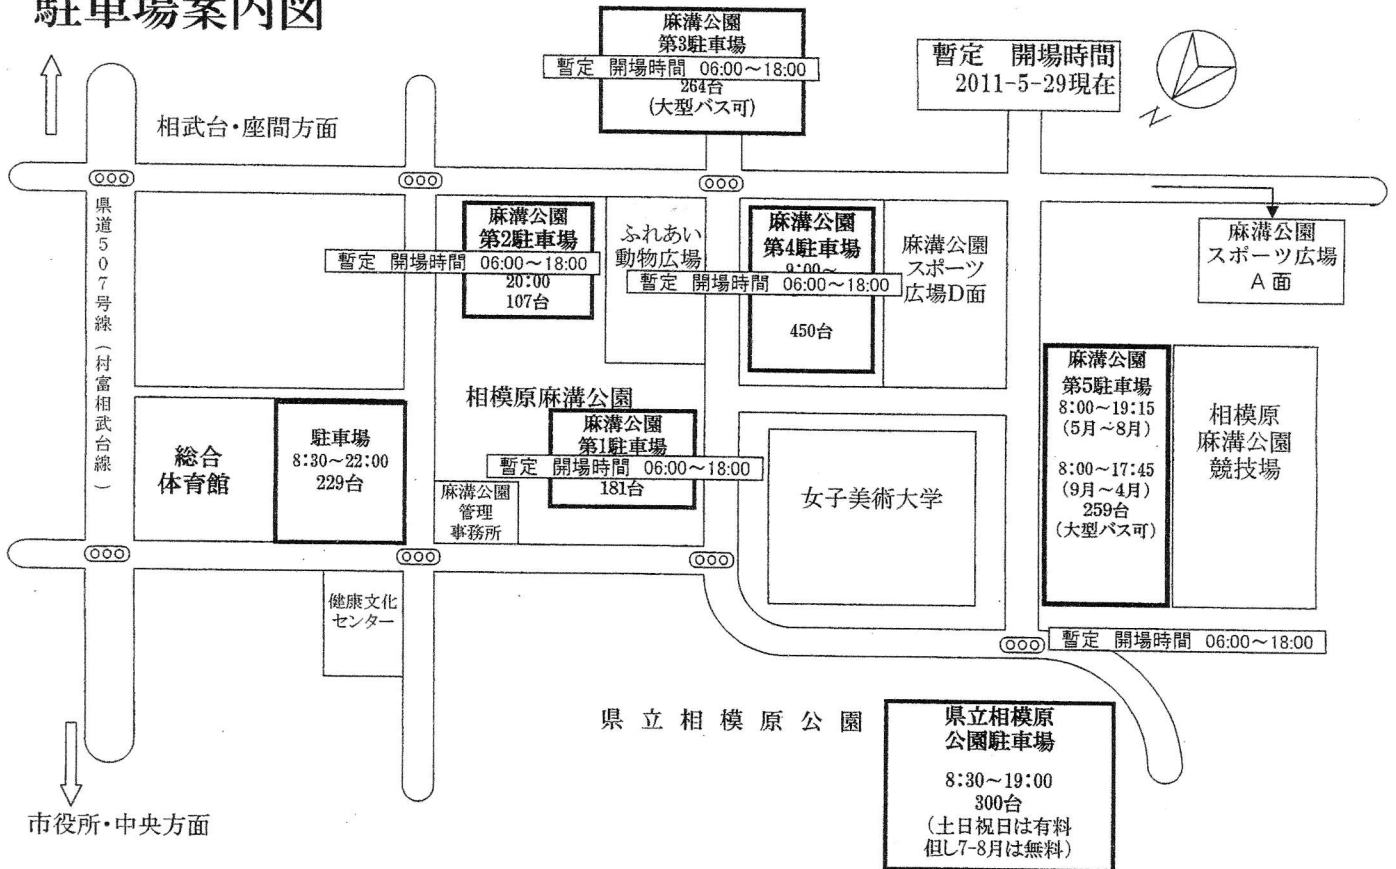 駐車場案内図
麻溝公園
第3駐車場
暫定 開場時間 06:00～18:00
264台
(大型バス可)
暫定 開場時間
2011-5-29現在
N
相武台・座間方面
県道507号線(村富相武台線)
麻溝公園
第2駐車場
暫定 開場時間 06:00～18:00
20:00
107台
ふれあい
動物広場
麻溝公園
第4駐車場
9:00～
暫定 開場時間 06:00～18:00
450台
麻溝公園
スポーツ
広場D面
麻溝公園
スポーツ広場
A面
総合
体育館
駐車場
8:30～22:00
229台
相模原麻溝公園
麻溝公園
第1駐車場
暫定 開場時間 06:00～18:00
181台
麻溝公園
管理
事務所
女子美術大学
麻溝公園
第5駐車場
8:00～19:15
(5月～8月)
8:00～17:45
(9月～4月)
259台
(大型バス可)
相模原
麻溝公園
競技場
健康文化
センター
暫定 開場時間 06:00～18:00
県立相模原公園
県立相模原
公園駐車場
8:30～19:00
300台
(土日祝日は有料
但し7-8月は無料)
市役所・中央方面